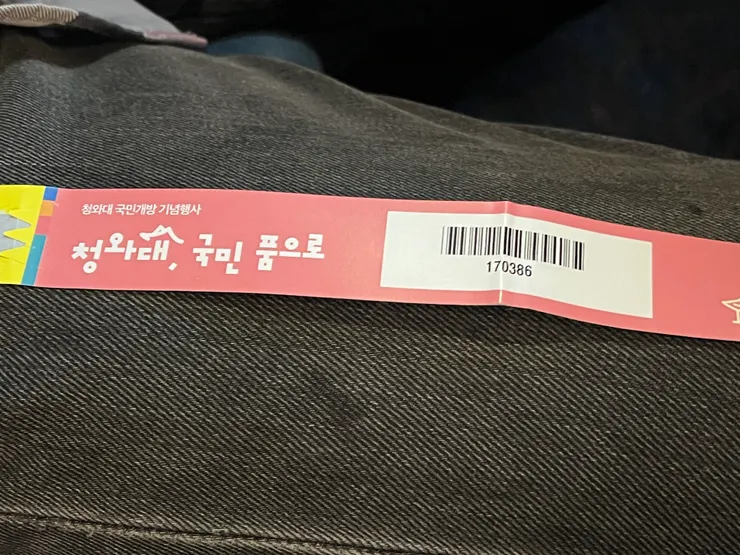 청와대 국민개방 기념행사
청와대, 국민 품으로
170386